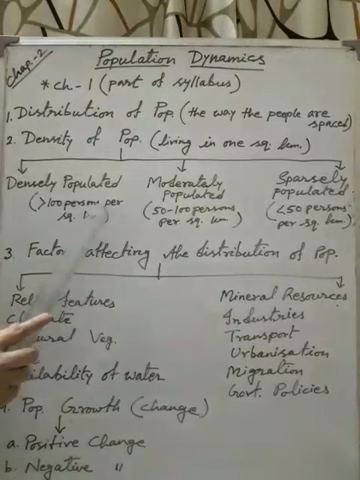 Chap-2
Population Dynamics
* ch-1 (part of syllabus)
1. Distribution of Pop. (the way the people are spaced)
2. Density of Pop. (living in one sq. km.)
Densely Populated
(>100 persons per
sq.
Moderately
Populated
(50-100 persons
per sq. km.)
Sparsely
populated
(<50 persons
per sq. km.)
3. Factors affecting the distribution of Pop.
features
Veg.
of water
Mineral Resources
Industries
Transport
Urbanisation
Migration
Govt. Policies
Pop. Growth (change)
a. Positive Change
b. Negative "